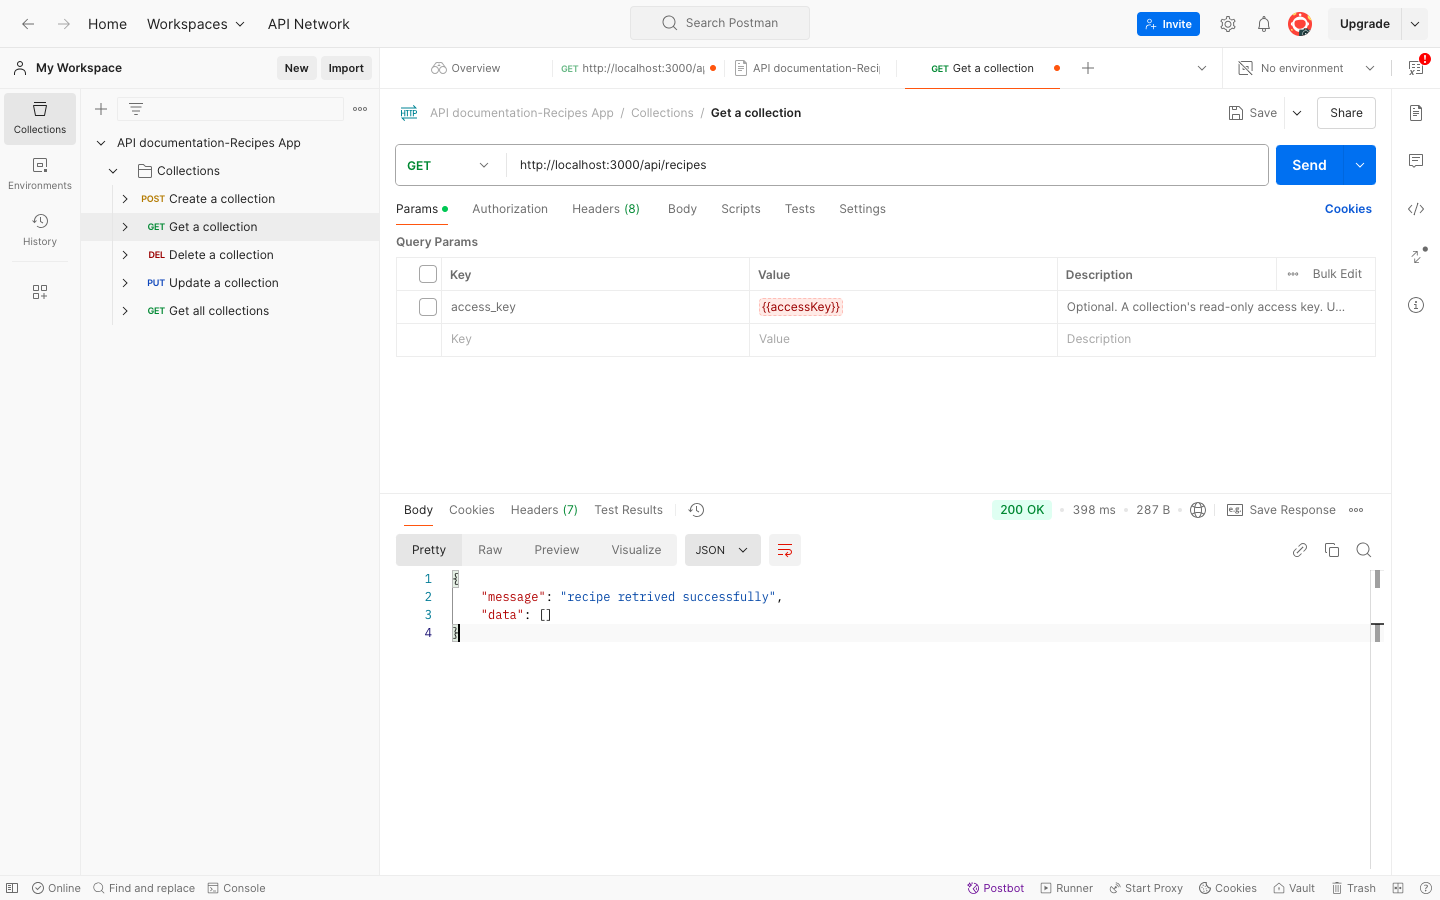 Home
Workspaces
API Network
Search Postman
Invite
Upgrade
My Workspace
New
Import
Overview
GET http://localhost:3000/a
API documentation-Reci
GET Get a collection
No environment
Collections
API documentation-Recipes App / Collections / Get a collection
Save
Share
API documentation-Recipes App
Collections
POST Create a collection
GET Get a collection
DEL Delete a collection
PUT Update a collection
GET Get all collections
Environments
History
GET
http://localhost:3000/api/recipes
Send
Params
Authorization
Headers (8)
Body
Scripts
Tests
Settings
Cookies
Query Params
Key Value Description Bulk Edit
access_key {{accessKey}} Optional. A collection's read-only access key. U...
Key Value Description
Body
Cookies
Headers (7)
Test Results
200 OK
398 ms
287 B
e.g. Save Response
Pretty
Raw
Preview
Visualize
JSON
1 {
2 "message": "recipe retrived successfully",
3 "data": []
4 }
Online
Find and replace
Console
Postbot
Runner
Start Proxy
Cookies
Vault
Trash